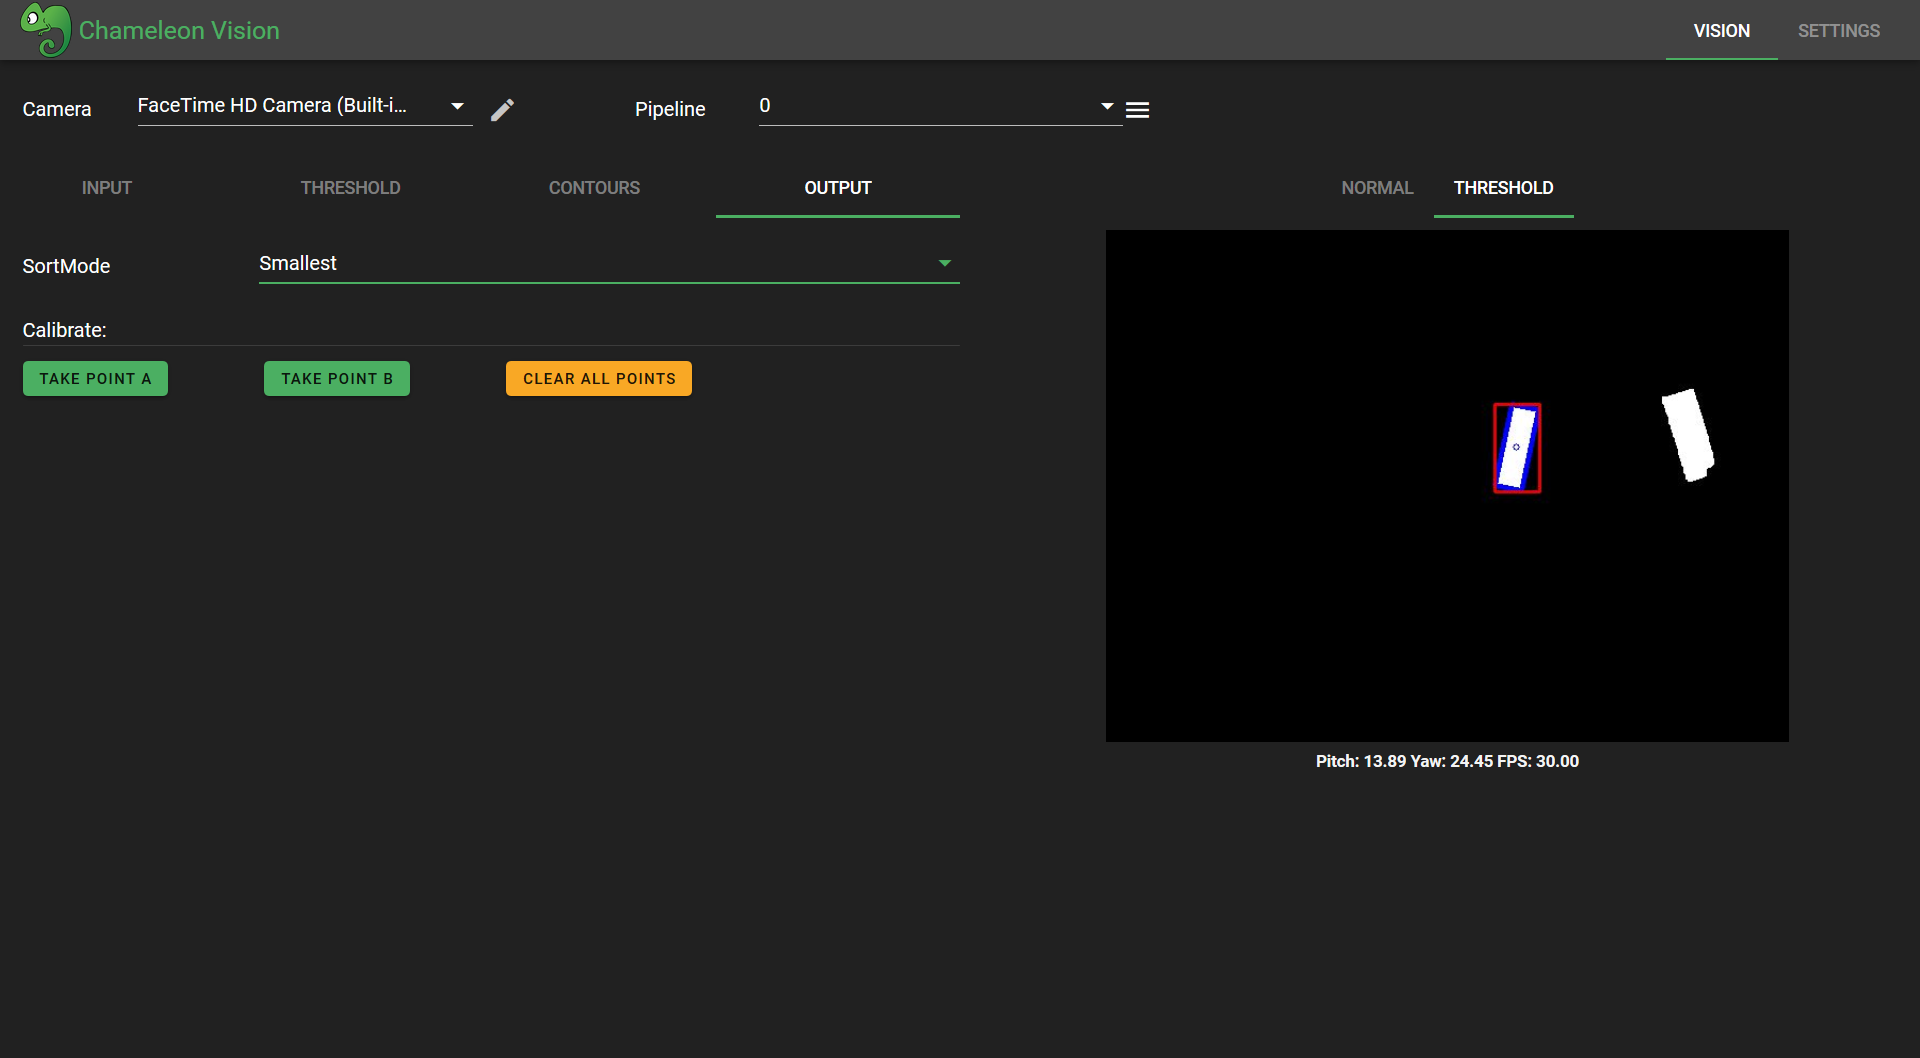 Chameleon Vision
VISION
SETTINGS
Camera
FaceTime HD Camera (Built-i...
Pipeline
0
INPUT
THRESHOLD
CONTOURS
OUTPUT
NORMAL
THRESHOLD
SortMode
Smallest
Calibrate:
TAKE POINT A
TAKE POINT B
CLEAR ALL POINTS
Pitch: 13.89 Yaw: 24.45 FPS: 30.00